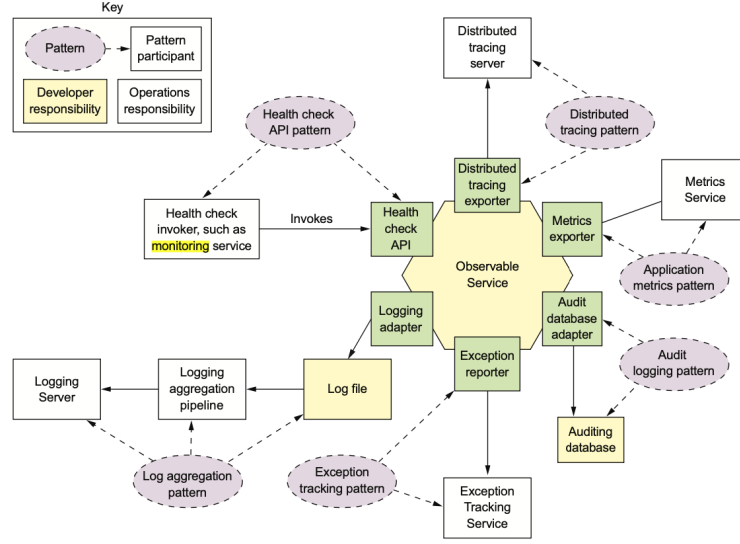 Key
Pattern
Pattern
participant
Developer
responsibility
Operations
responsibility
Distributed
tracing
server
Health check
API pattern
Distributed
tracing pattern
Distributed
tracing
exporter
Metrics
Service
Health check
invoker, such as
monitoring service
Invokes
Health
check
API
Metrics
exporter
Observable
Service
Application
metrics pattern
Logging
adapter
Audit
database
adapter
Exception
reporter
Audit
logging pattern
Logging
Server
Logging
aggregation
pipeline
Log file
Auditing
database
Log aggregation
pattern
Exception
tracking pattern
Exception
Tracking
Service